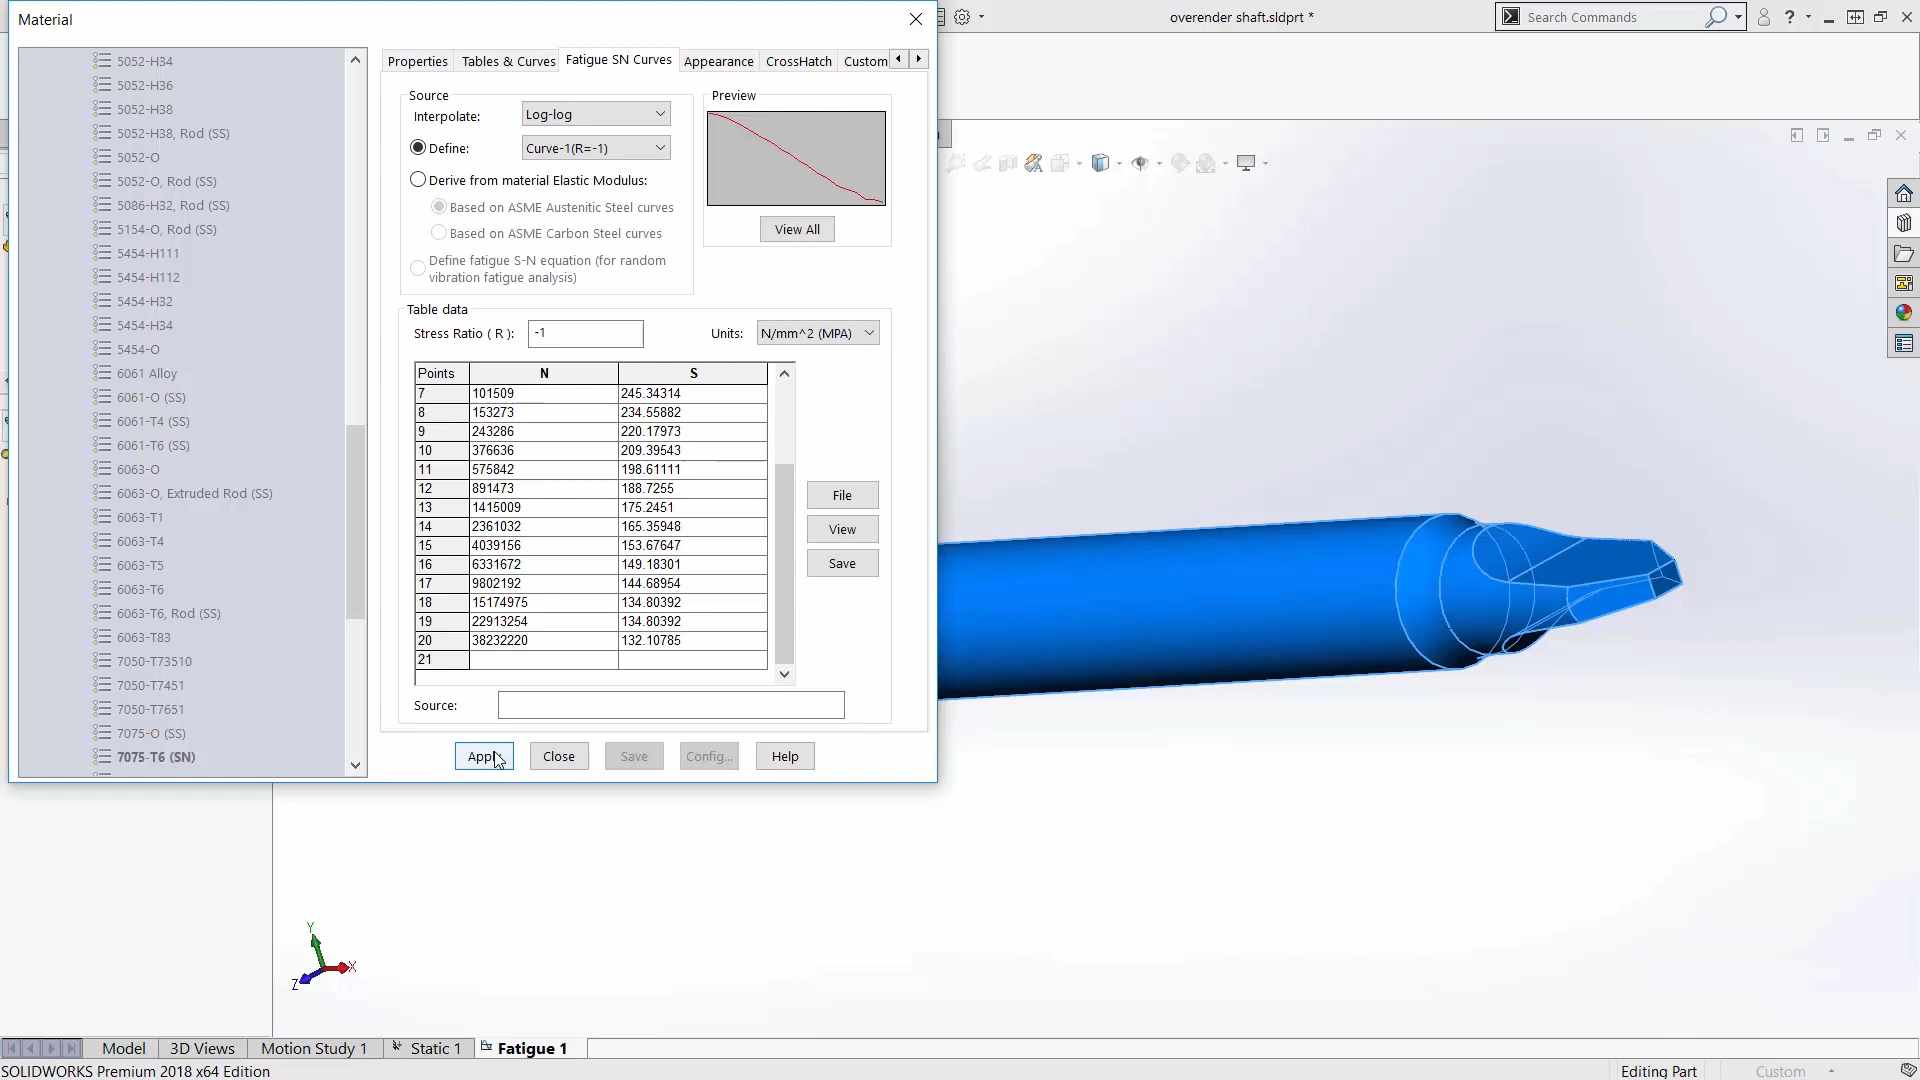 Material
overender shaft.sldprt *
Search Commands
5052-H34
5052-H36
5052-H38
5052-H38, Rod (SS)
5052-O
5052-O, Rod (SS)
5086-H32, Rod (SS)
5154-O, Rod (SS)
5454-H111
5454-H112
5454-H32
5454-H34
5454-O
6061 Alloy
6061-O (SS)
6061-T4 (SS)
6061-T6 (SS)
6063-O
6063-O, Extruded Rod (SS)
6063-T1
6063-T4
6063-T5
6063-T6
6063-T6, Rod (SS)
6063-T83
7050-T73510
7050-T7451
7050-T7651
7075-O (SS)
7075-T6 (SN)
Properties Tables & Curves Fatigue SN Curves Appearance CrossHatch Custom
Source
Interpolate: Log-log
Define: Curve-1(R=-1)
Derive from material Elastic Modulus:
Based on ASME Austenitic Steel curves
Based on ASME Carbon Steel curves
Define fatigue S-N equation (for random
vibration fatigue analysis)
Preview
View All
Table data
Stress Ratio ( R ): -1 Units: N/mm^2 (MPA)
Points N S
7 101509 245.34314
8 153273 234.55882
9 243286 220.17973
10 376636 209.39543
11 575842 198.61111
12 891473 188.7255
13 1415009 175.2451
14 2361032 165.35948
15 4039156 153.67647
16 6331672 149.18301
17 9802192 144.68954
18 15174975 134.80392
19 22913254 134.80392
20 38232220 132.10785
21
File
View
Save
Source:
Apply Close Save Config... Help
Y
X
Z
Model 3D Views Motion Study 1 Static 1 Fatigue 1
SOLIDWORKS Premium 2018 x64 Edition Editing Part Custom